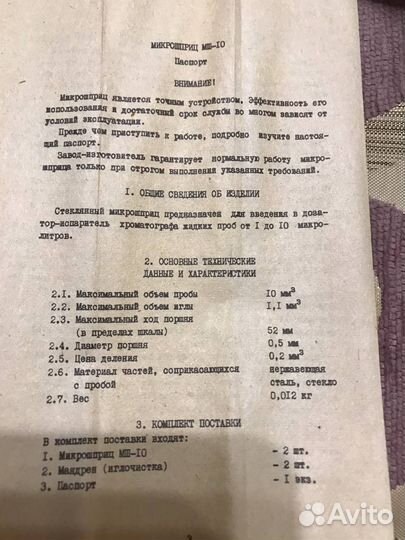 МИКРОШПРИЦ МШ-10
Паспорт
ВНИМАНИЕ!
Микрошприц является точным устройством. Эффективность его
использования и достаточный срок службы во многом зависят от
условий эксплуатации.
Прежде чем приступить к работе, подробно изучите настоя-
щий паспорт.
Завод-изготовитель гарантирует нормальную работу микро-
шприца только при строгом выполнении указанных требований.
I. ОБЩИЕ СВЕДЕНИЯ ОБ ИЗДЕЛИИ
Стеклянный микрошприц предназначен для введения в доза-
тор-испаритель хроматографа жидких проб от I до 10 микро-
литров.
2. ОСНОВНЫЕ ТЕХНИЧЕСКИЕ
ДАННЫЕ И ХАРАКТЕРИСТИКИ
2.1. Максимальный объем пробы 10 мм³
2.2. Максимальный объем иглы I,I мм³
2.3. Максимальный ход поршня
(в пределах шкалы) 52 мм
2.4. Диаметр поршня 0,5 мм
2.5. Цена деления 0,2 мм³
2.6. Материал частей, соприкасающихся нержавеющая
с пробой сталь, стекло
2.7. Вес 0,012 кг
3. КОМПЛЕКТ ПОСТАВКИ
В комплект поставки входят:
I. Микрошприц МШ-10 - 2 шт.
2. Мандрен (иглочистка) - 2 шт.
3. Паспорт - I экз.
Avito